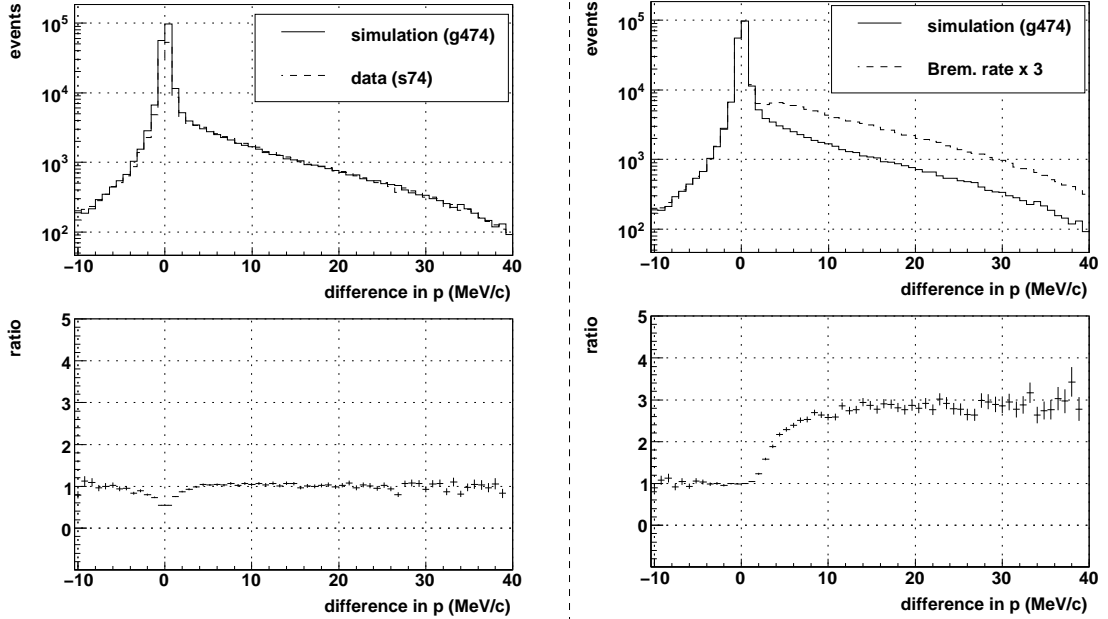 events
10^5
10^4
10^3
10^2
simulation (g474)
data (s74)
−10 0 10 20 30 40
difference in p (MeV/c)
ratio
5
4
3
2
1
0
−10 0 10 20 30 40
difference in p (MeV/c)
events
10^5
10^4
10^3
10^2
simulation (g474)
Brem. rate x 3
−10 0 10 20 30 40
difference in p (MeV/c)
ratio
5
4
3
2
1
0
−10 0 10 20 30 40
difference in p (MeV/c)